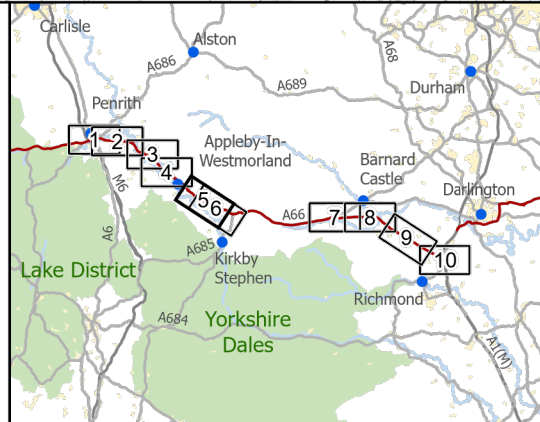 Carlisle
Alston
A686
A68
A689
Durham
Penrith
Appleby-In-
Westmorland
Barnard
Castle
Darlington
1
2
3
4
5
6
7
8
9
10
M6
A66
A6
A685
Kirkby
Stephen
Lake District
Richmond
Yorkshire
Dales
A684
A1(M)